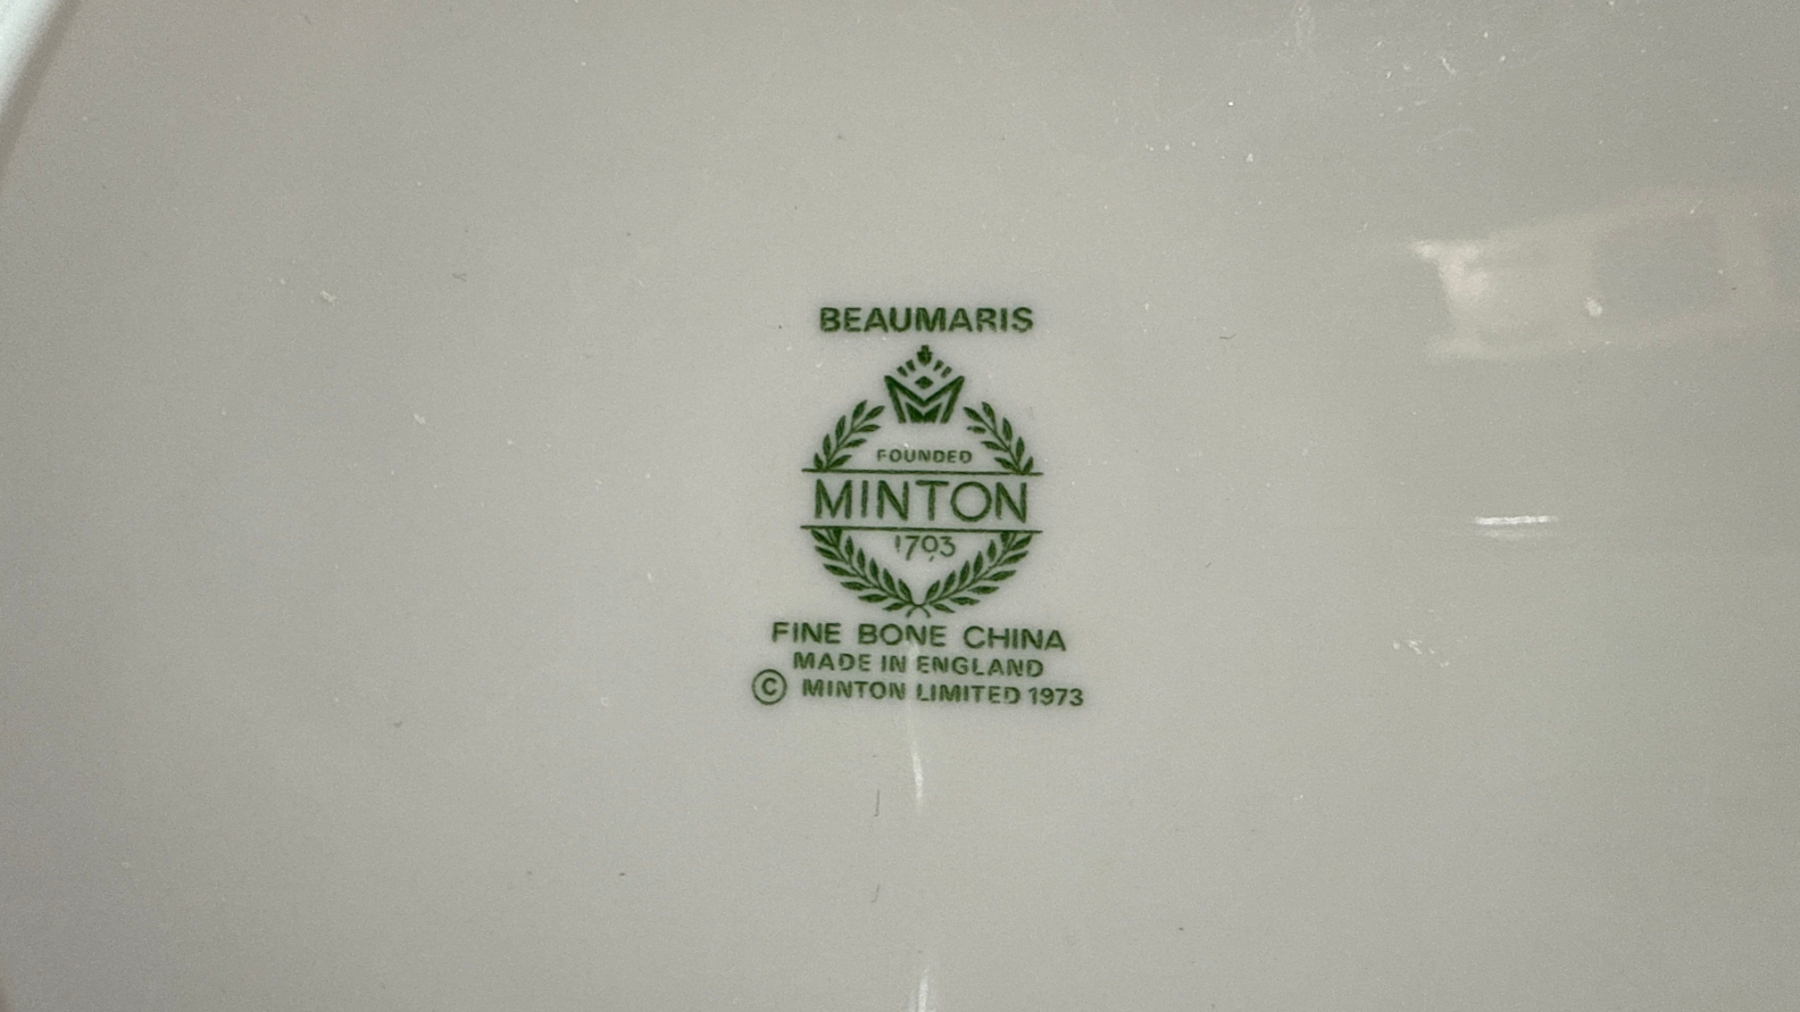 BEAUMARIS
FOUNDED
MINTON
1793
FINE BONE CHINA
MADE IN ENGLAND
© MINTON LIMITED 1973